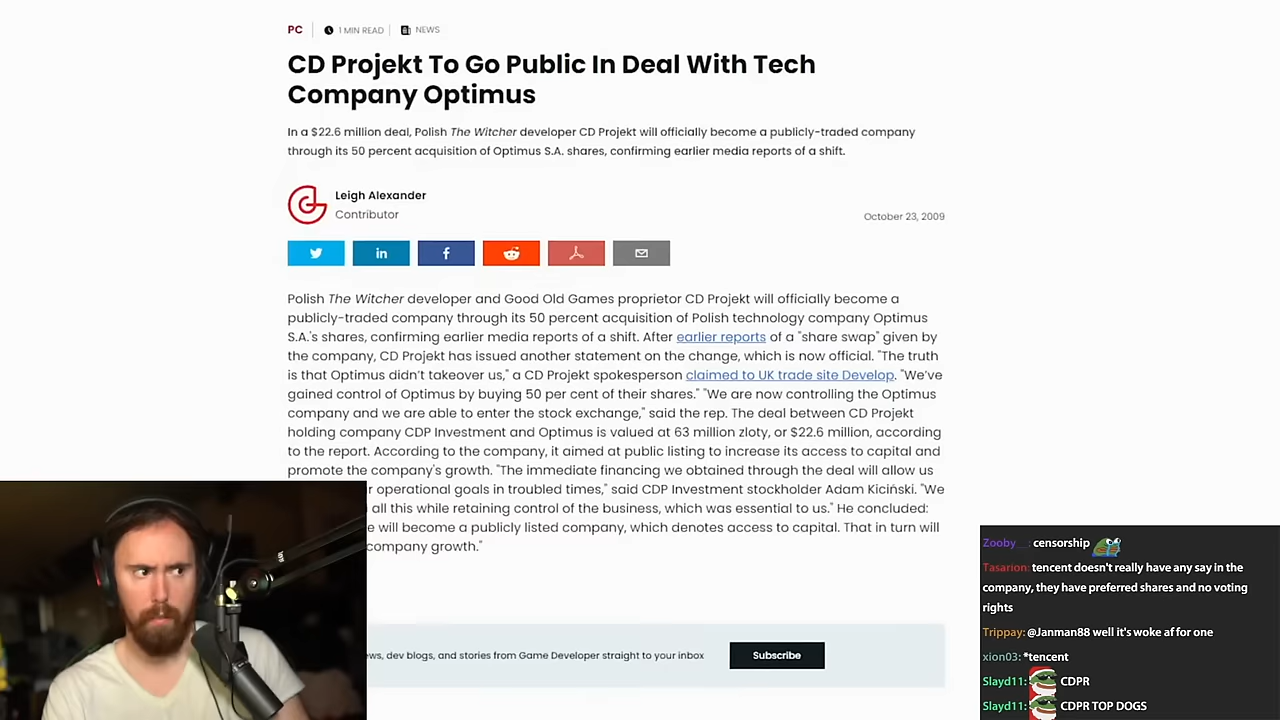 PC
1 MIN READ
NEWS
CD Projekt To Go Public In Deal With Tech
Company Optimus
In a $22.6 million deal, Polish The Witcher developer CD Projekt will officially become a publicly-traded company
through its 50 percent acquisition of Optimus S.A. shares, confirming earlier media reports of a shift.
Leigh Alexander
Contributor
October 23, 2009
in
f
Polish The Witcher developer and Good Old Games proprietor CD Projekt will officially become a
publicly-traded company through its 50 percent acquisition of Polish technology company Optimus
S.A.'s shares, confirming earlier media reports of a shift. After earlier reports of a "share swap" given by
the company, CD Projekt has issued another statement on the change, which is now official. "The truth
is that Optimus didn't takeover us," a CD Projekt spokesperson claimed to UK trade site Develop. "We've
gained control of Optimus by buying 50 per cent of their shares." "We are now controlling the Optimus
company and we are able to enter the stock exchange," said the rep. The deal between CD Projekt
holding company CDP Investment and Optimus is valued at 63 million zloty, or $22.6 million, according
to the report. According to the company, it aimed at public listing to increase its access to capital and
promote the company's growth. "The immediate financing we obtained through the deal will allow us
r operational goals in troubled times," said CDP Investment stockholder Adam Kiciński. "We
all this while retaining control of the business, which was essential to us." He concluded:
e will become a publicly listed company, which denotes access to capital. That in turn will
company growth."
ws, dev blogs, and stories from Game Developer straight to your inbox
Subscribe
Zooby__: censorship
Tasarion: tencent doesn't really have any say in the
company, they have preferred shares and no voting
rights
Trippay: @Janman88 well it's woke af for one
xion03: *tencent
Slayd11: CDPR
Slayd11: CDPR TOP DOGS